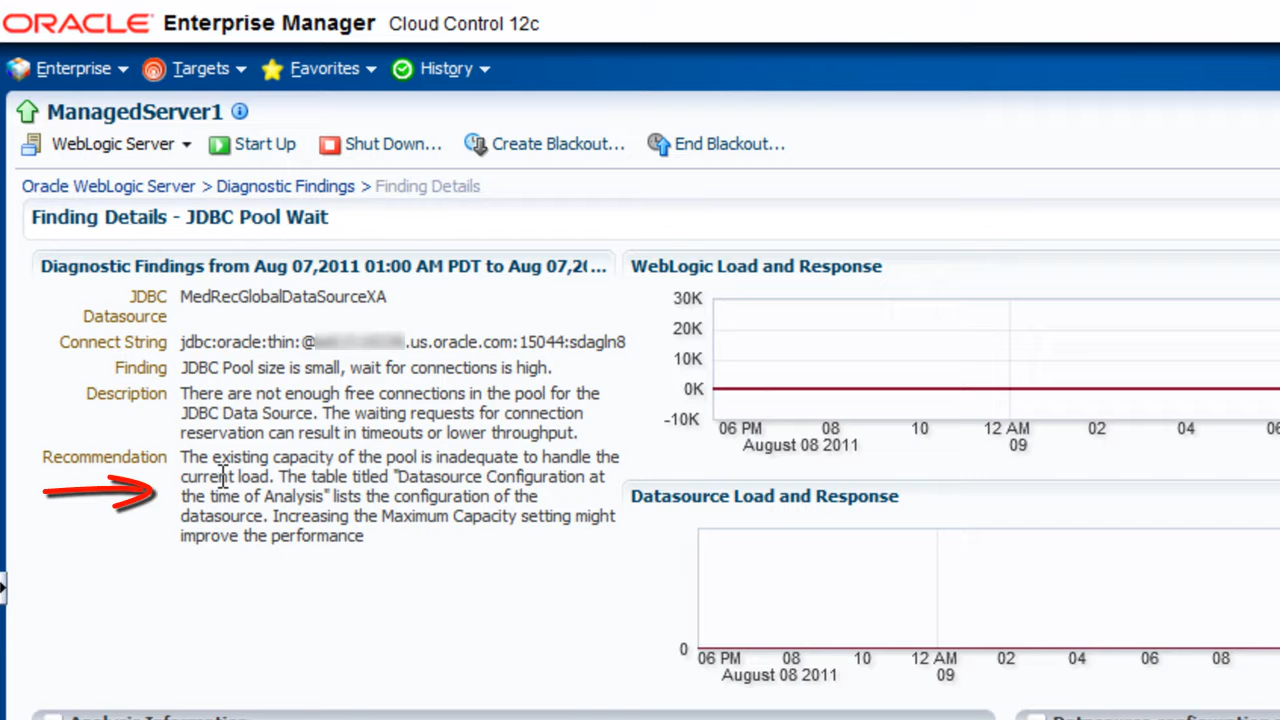 ORACLE Enterprise Manager Cloud Control 12c
Enterprise Targets Favorites History
ManagedServer1
WebLogic Server Start Up Shut Down... Create Blackout... End Blackout...
Oracle WebLogic Server > Diagnostic Findings > Finding Details
Finding Details - JDBC Pool Wait
Diagnostic Findings from Aug 07,2011 01:00 AM PDT to Aug 07,2(...
JDBC Datasource MedRecGlobalDataSourceXA
Connect String jdbc:oracle:thin:@ .us.oracle.com:15044:sdagln8
Finding JDBC Pool size is small, wait for connections is high.
Description There are not enough free connections in the pool for the
JDBC Data Source. The waiting requests for connection
reservation can result in timeouts or lower throughput.
Recommendation The existing capacity of the pool is inadequate to handle the
current load. The table titled "Datasource Configuration at
the time of Analysis" lists the configuration of the
datasource. Increasing the Maximum Capacity setting might
improve the performance
WebLogic Load and Response
30K
20K
10K
0K
-10K
06 PM 08 10 12 AM 02 04 06
August 08 2011 09
Datasource Load and Response
0
06 PM 08 10 12 AM 02 04 06 08
August 08 2011 09